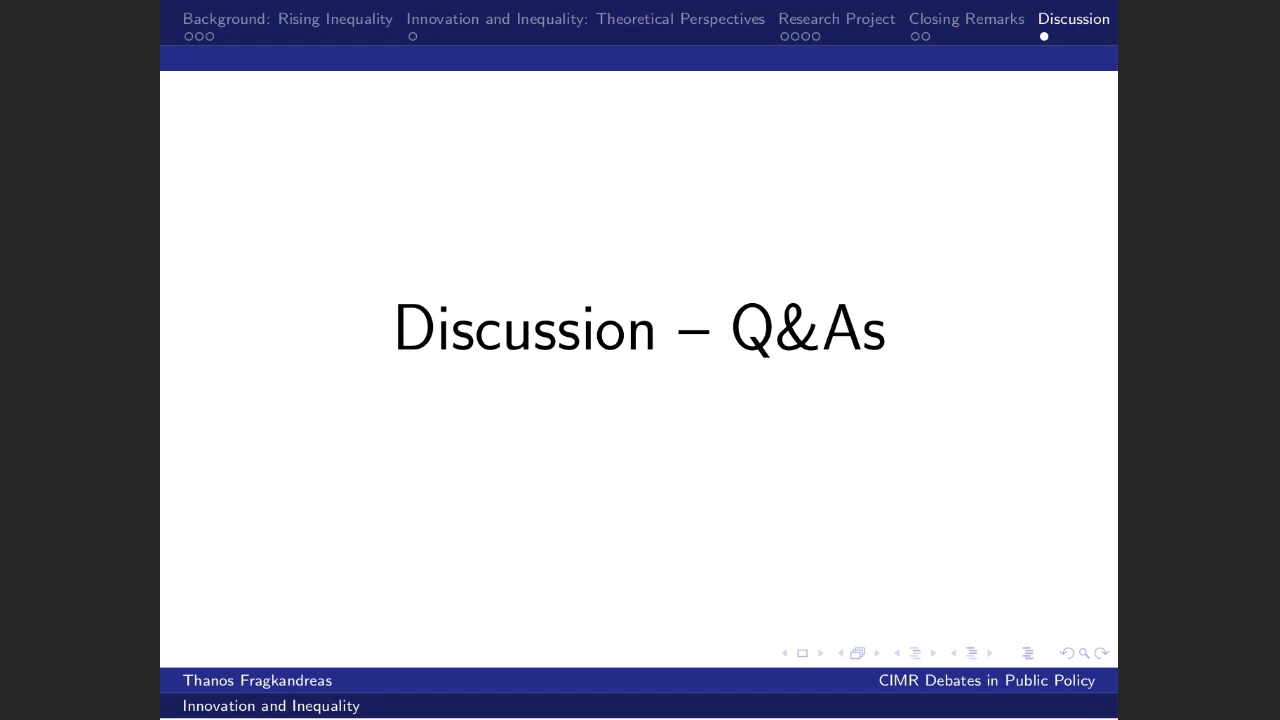 Background: Rising Inequality Innovation and Inequality: Theoretical Perspectives Research Project Closing Remarks Discussion
Discussion – Q&As
Thanos Fragkandreas CIMR Debates in Public Policy
Innovation and Inequality